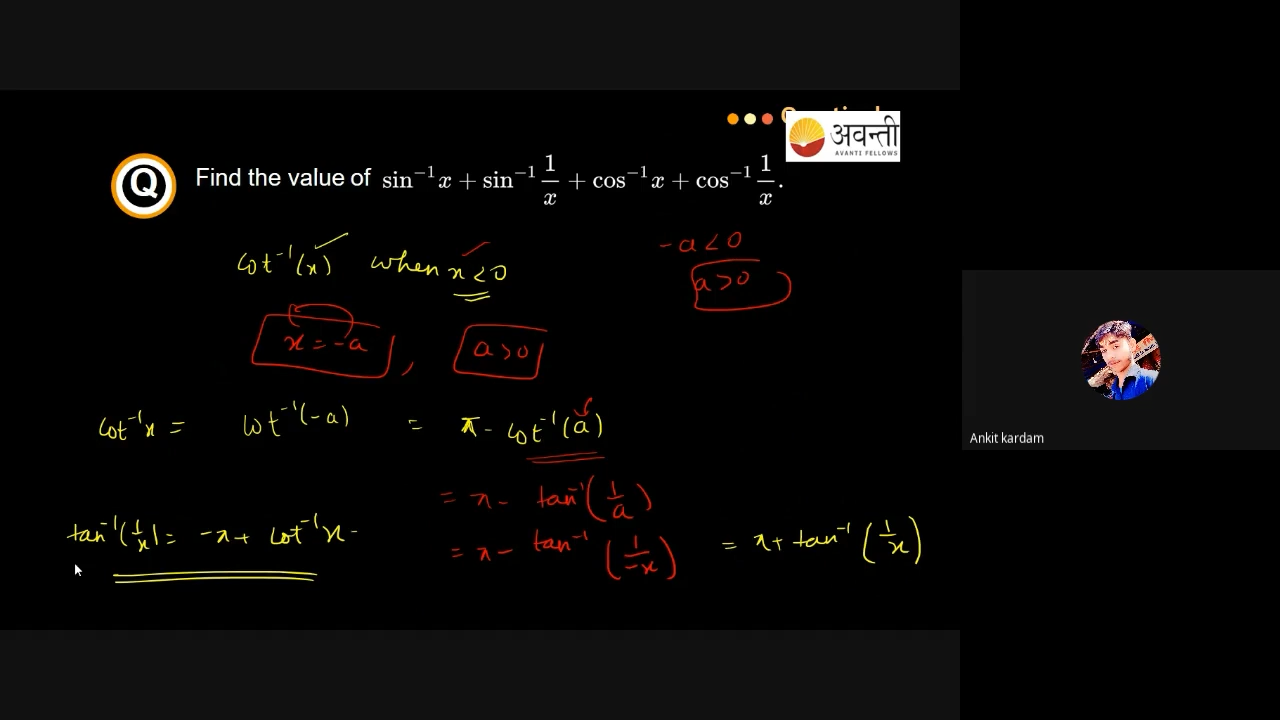 अवन्ती
AVANTI FELLOWS
Q Find the value of sin⁻¹x + sin⁻¹ 1/x + cos⁻¹x + cos⁻¹ 1/x.
-a<0
cot⁻¹(x) when x<0
a>0
x = -a , a>0
cot⁻¹x = cot⁻¹(-a) = π - cot⁻¹(a)
= π - tan⁻¹(1/a)
tan⁻¹(1/x) = -π + cot⁻¹x -
= π - tan⁻¹(1/-x) = π + tan⁻¹(1/x)
Ankit kardam